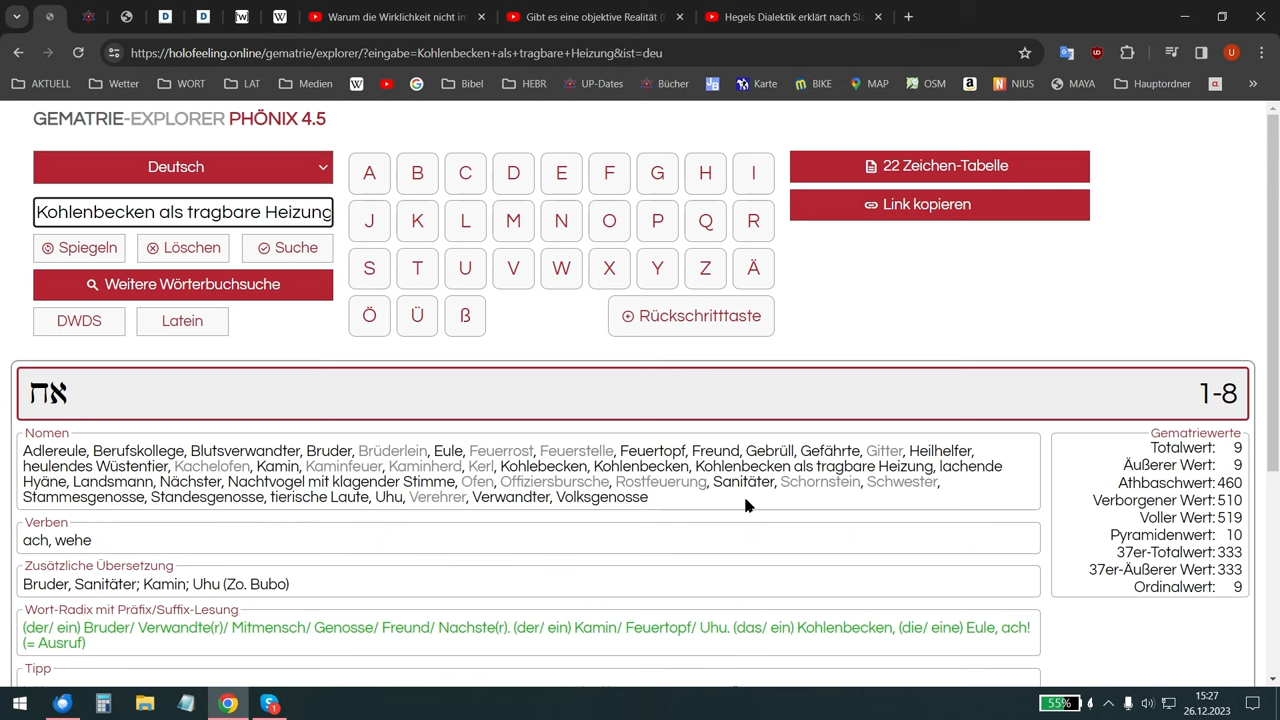 Warum die Wirklichkeit nicht in
Gibt es eine objektive Realität (
Hegels Dialektik erklärt nach Sl
https://holofeeling.online/gematrie/explorer/?eingabe=Kohlenbecken+als+tragbare+Heizung&ist=deu
AKTUELL Wetter WORT LAT Medien Bibel HEBR UP-Dates Bücher Karte BIKE MAP OSM NIUS MAYA Hauptordner
GEMATRIE-EXPLORER PHÖNIX 4.5
Deutsch
Kohlenbecken als tragbare Heizung
Spiegeln Löschen Suche
Weitere Wörterbuchsuche
DWDS Latein
A B C D E F G H I
J K L M N O P Q R
S T U V W X Y Z Ä
Ö Ü ß Rückschritttaste
22 Zeichen-Tabelle
Link kopieren
אח 1-8
Nomen
Adlereule, Berufskollege, Blutsverwandter, Bruder, Brüderlein, Eule, Feuertost, Feuerstelle, Feuertopf, Freund, Gebrüll, Gefährte, Gitter, Heilhelfer,
heulendes Wüstentier, Kachelofen, Kamin, Kaminfeuer, Kaminherd, Kerl, Kohlebecken, Kohlenbecken, Kohlenbecken als tragbare Heizung, lachende
Hyäne, Landsmann, Nächster, Nachtvogel mit klagender Stimme, Ofen, Offiziersbursche, Rostfeuerung, Sanitäter, Schornstein, Schwester,
Stammesgenosse, Standesgenosse, tierische Laute, Uhu, Verehrer, Verwandter, Volksgenosse
Verben
ach, wehe
Zusätzliche Übersetzung
Bruder, Sanitäter; Kamin; Uhu (Zo. Bubo)
Wort-Radix mit Präfix/Suffix-Lesung
(der/ ein) Bruder/ Verwandte(r)/ Mitmensch/ Genosse/ Freund/ Nachste(r). (der/ ein) Kamin/ Feuertopf/ Uhu. (das/ ein) Kohlenbecken, (die/ eine) Eule, ach!
(= Ausruf)
Tipp
Gematriewerte
Totalwert: 9
Äußerer Wert: 9
Athbaschwert: 460
Verborgener Wert: 510
Voller Wert: 519
Pyramidenwert: 10
37er-Totalwert: 333
37er-Äußerer Wert: 333
Ordinalwert: 9
55%
15:27
26.12.2023